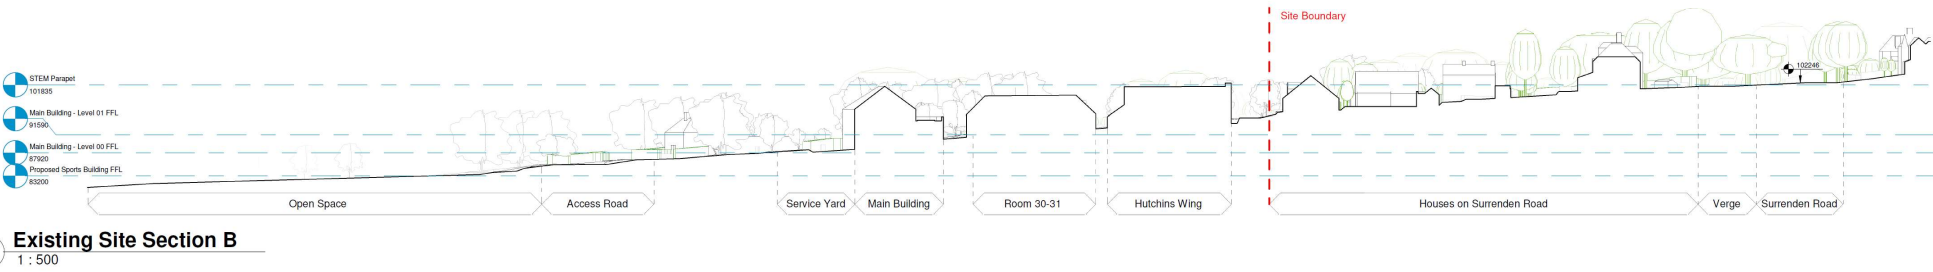 Site Boundary
102246
STEM Parapet
101835
Main Building - Level 01 FFL
91590
Main Building - Level 00 FFL
87920
Proposed Sports Building FFL
83200
Open Space
Access Road
Service Yard
Main Building
Room 30-31
Hutchins Wing
Houses on Surrenden Road
Verge
Surrenden Road
Existing Site Section B
1 : 500